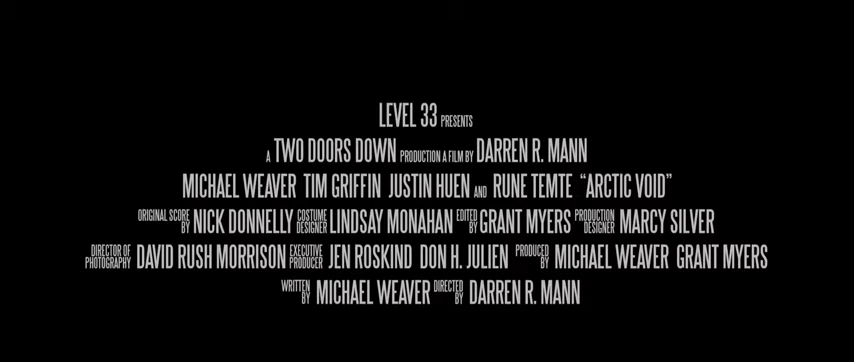 LEVEL 33 PRESENTS
A TWO DOORS DOWN PRODUCTION A FILM BY DARREN R. MANN
MICHAEL WEAVER TIM GRIFFIN JUSTIN HUEN AND RUNE TEMTE “ARCTIC VOID”
ORIGINAL SCORE BY NICK DONNELLY COSTUME DESIGNER LINDSAY MONAHAN EDITED BY GRANT MYERS PRODUCTION DESIGNER MARCY SILVER
DIRECTOR OF PHOTOGRAPHY DAVID RUSH MORRISON EXECUTIVE PRODUCER JEN ROSKIND DON H. JULIEN PRODUCED BY MICHAEL WEAVER GRANT MYERS
WRITTEN BY MICHAEL WEAVER DIRECTED BY DARREN R. MANN